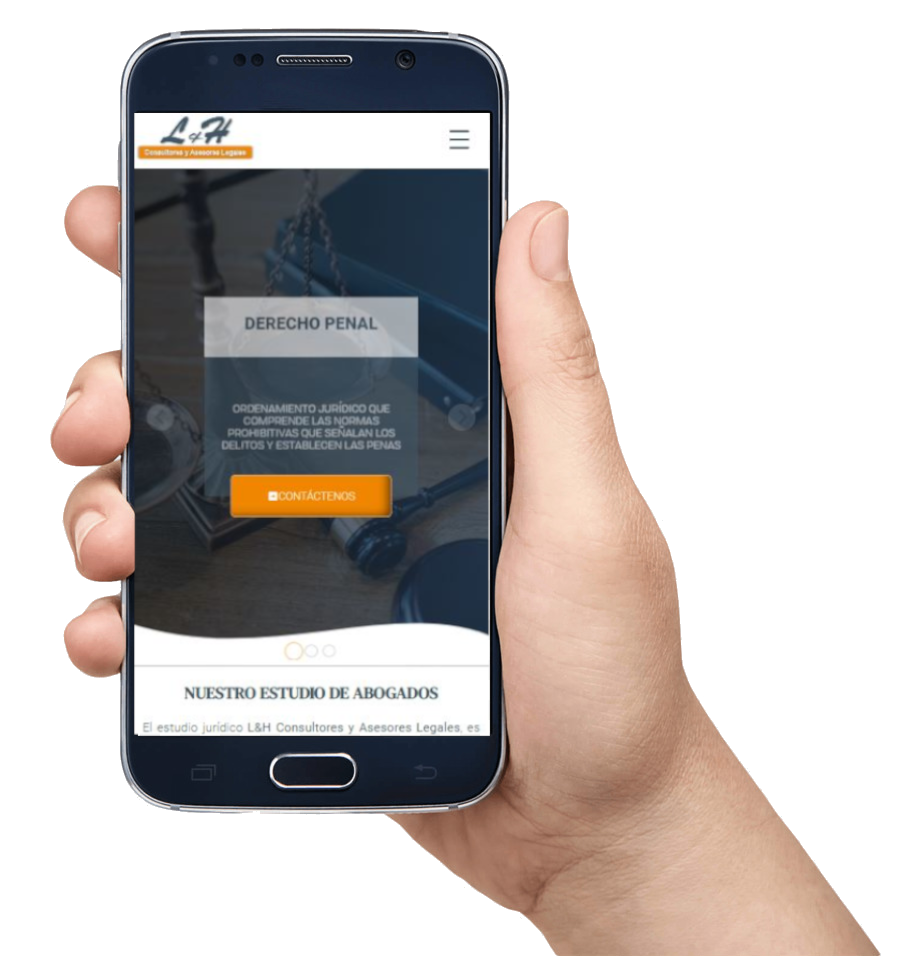 L&H
Consultores y Asesores Legales
DERECHO PENAL
ORDENAMIENTO JURÍDICO QUE
COMPRENDE LAS NORMAS
PROHIBITIVAS QUE SEÑALAN LOS
DELITOS Y ESTABLECEN LAS PENAS
CONTÁCTENOS
NUESTRO ESTUDIO DE ABOGADOS
El estudio jurídico L&H Consultores y Asesores Legales, es